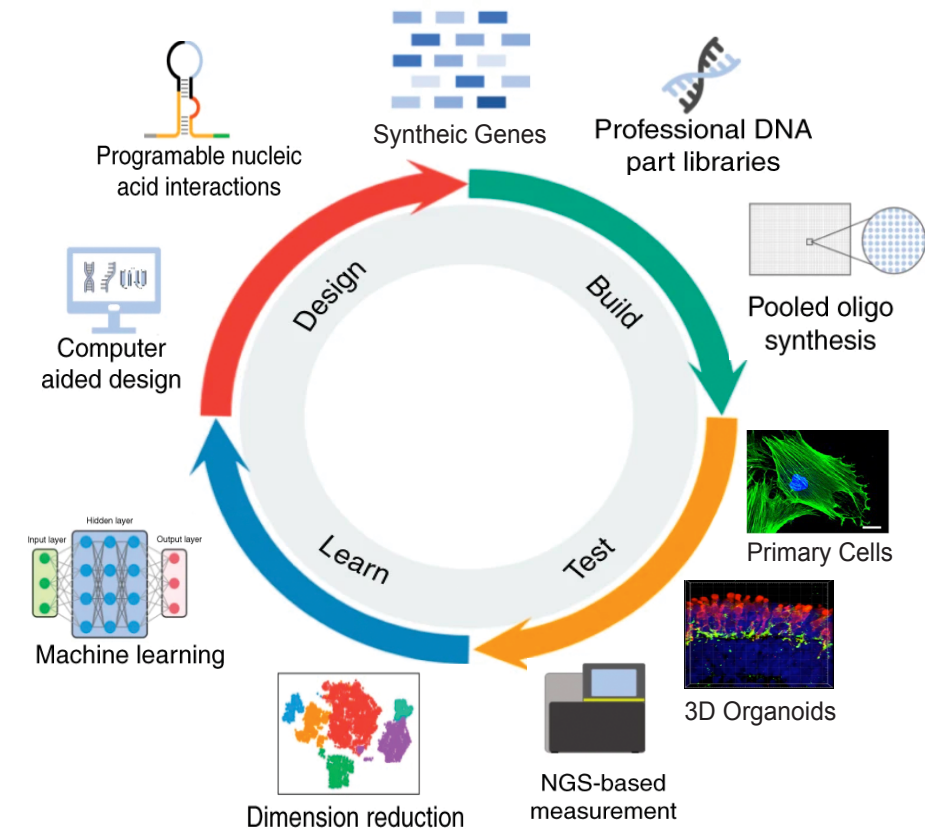 Syntheic Genes
Professional DNA
part libraries
Programable nucleic
acid interactions
Design
Build
Pooled oligo
synthesis
Computer
aided design
Primary Cells
Hidden layer
Input layer
Output layer
Learn
Test
Machine learning
3D Organoids
NGS-based
measurement
Dimension reduction